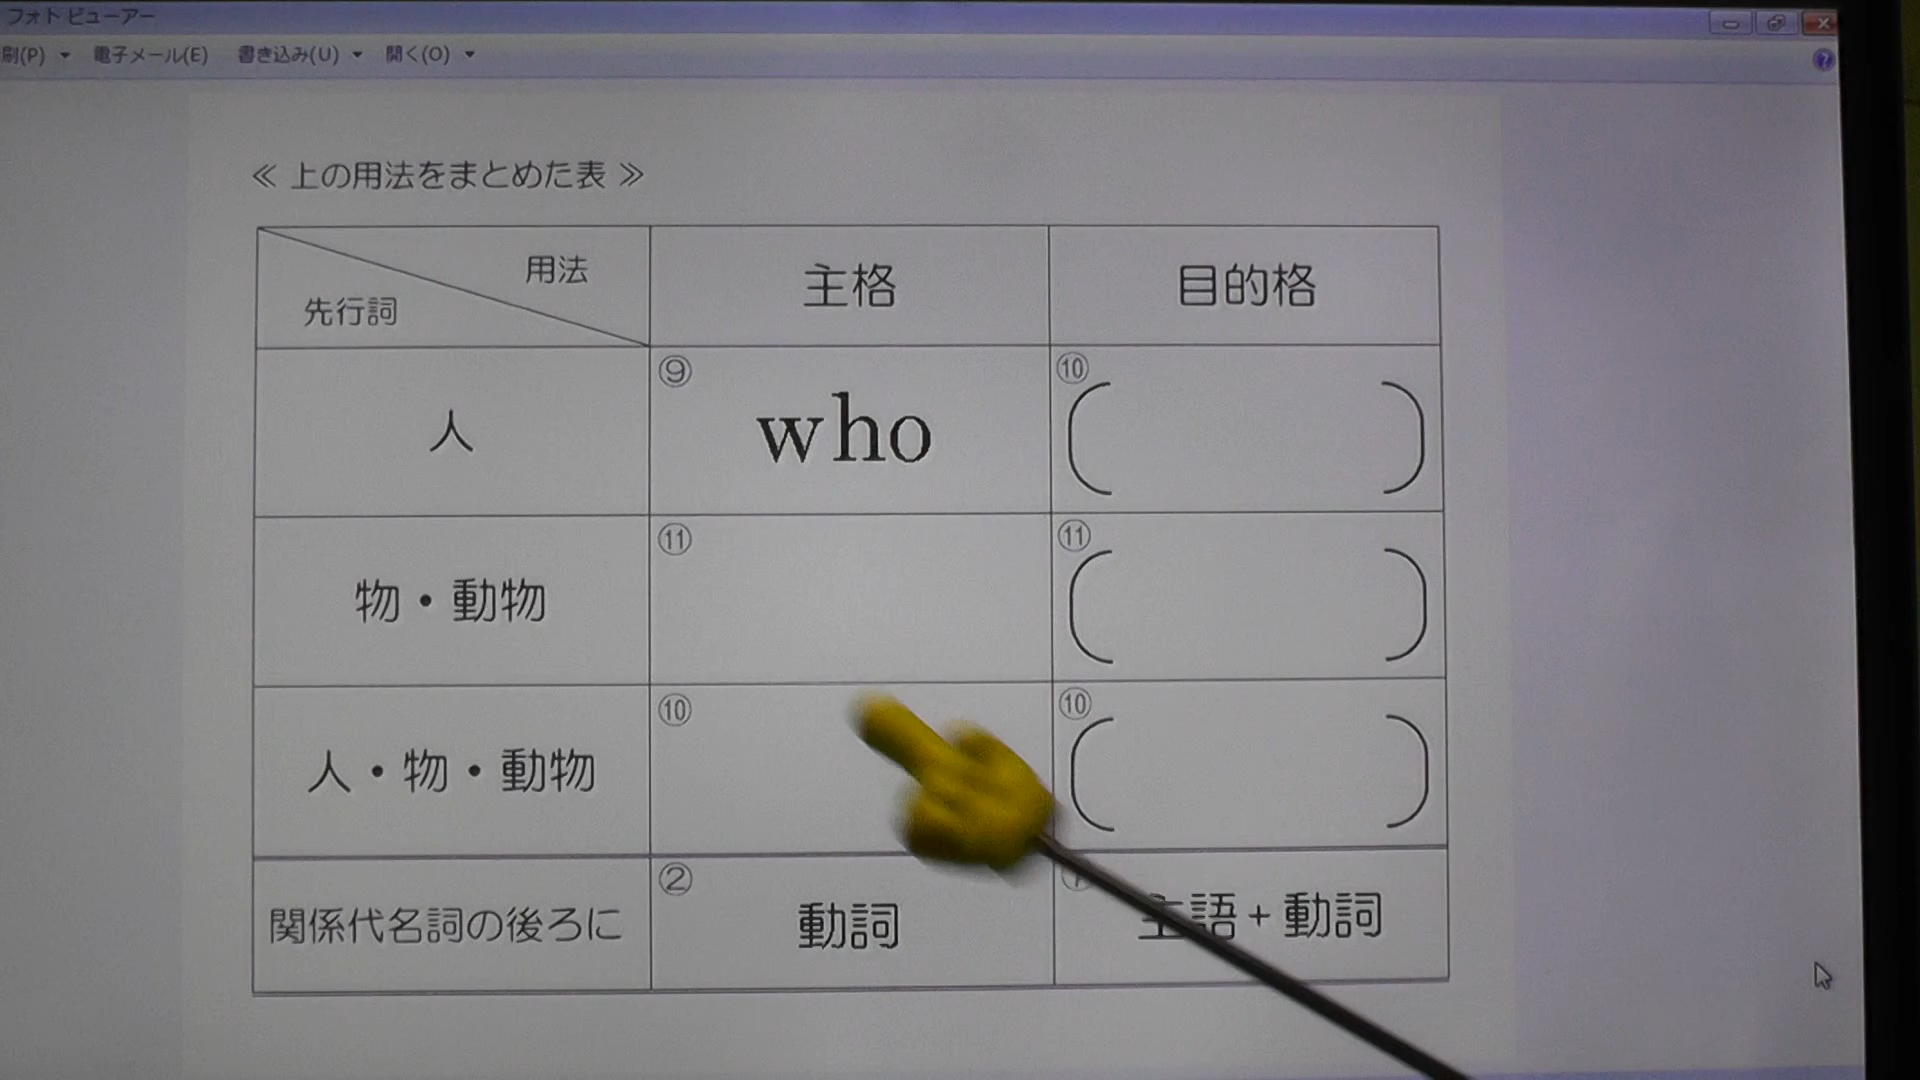 フォト ビューアー
刷(P) 電子メール(E) 書き込み(U) 開く(O)
≪ 上の用法をまとめた表 ≫
用法
先行詞
主格
目的格
人
⑨
who
⑩
( )
物・動物
⑪
⑪
( )
人・物・動物
⑩
⑩
( )
関係代名詞の後ろに
②
動詞
主語+動詞